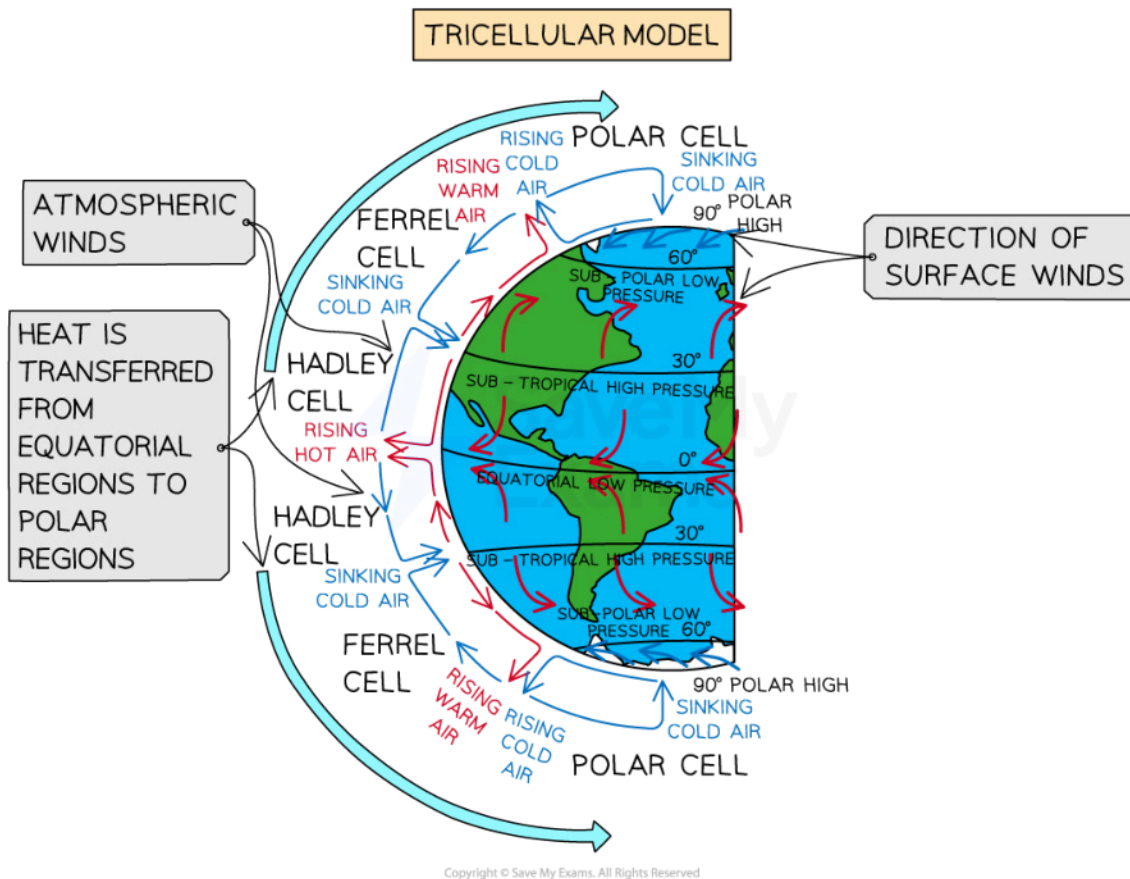 TRICELLULAR MODEL
POLAR CELL
RISING
COLD
AIR
SINKING
COLD AIR
RISING
WARM
AIR
90° POLAR
HIGH
ATMOSPHERIC
WINDS
FERREL
CELL
DIRECTION OF
SURFACE WINDS
60°
SUB - POLAR LOW
PRESSURE
SINKING
COLD AIR
HEAT IS
TRANSFERRED
FROM
EQUATORIAL
REGIONS TO
POLAR
REGIONS
HADLEY
CELL
30°
SUB - TROPICAL HIGH PRESSURE
RISING
HOT AIR
0°
EQUATORIAL LOW PRESSURE
HADLEY
CELL
30°
SUB - TROPICAL HIGH PRESSURE
SINKING
COLD AIR
SUB-POLAR LOW
PRESSURE 60°
FERREL
CELL
90° POLAR HIGH
RISING
WARM
AIR
RISING
COLD
AIR
SINKING
COLD AIR
POLAR CELL
Copyright © Save My Exams. All Rights Reserved